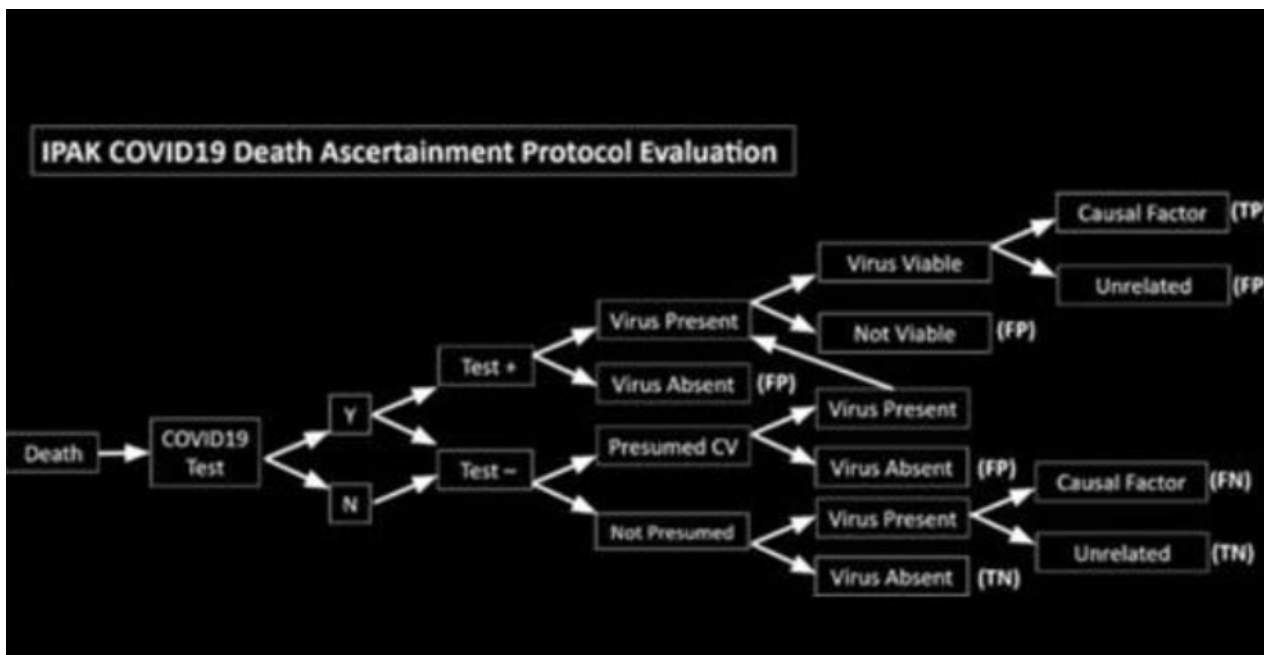 IPAK COVID19 Death Ascertainment Protocol Evaluation
Causal Factor (TP)
Virus Viable
Unrelated (FP)
Virus Present
Not Viable (FP)
Test +
Virus Absent (FP)
Virus Present
Y
COVID19
Test
Death
Presumed CV
Virus Absent (FP)
Test –
Causal Factor (FN)
N
Virus Present
Not Presumed
Unrelated (TN)
Virus Absent (TN)